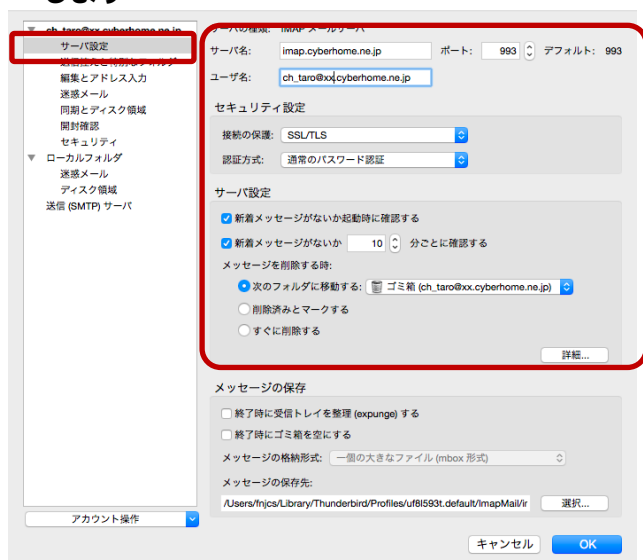 ch_taro@xx.cyberhome.ne.jp
サーバ設定
編集とアドレス入力
迷惑メール
同期とディスク領域
開封確認
セキュリティ
ローカルフォルダ
迷惑メール
ディスク領域
送信 (SMTP) サーバ
アカウント操作
サーバの種類: IMAP メールサーバ
サーバ名: imap.cyberhome.ne.jp ポート: 993 デフォルト: 993
ユーザ名: ch_taro@xx.cyberhome.ne.jp
セキュリティ設定
接続の保護: SSL/TLS
認証方式: 通常のパスワード認証
サーバ設定
新着メッセージがないか起動時に確認する
新着メッセージがないか 10 分ごとに確認する
メッセージを削除する時:
次のフォルダに移動する: ゴミ箱 (ch_taro@xx.cyberhome.ne.jp)
削除済みとマークする
すぐに削除する
詳細...
メッセージの保存
終了時に受信トレイを整理 (expunge) する
終了時にゴミ箱を空にする
メッセージの格納形式: 一個の大きなファイル (mbox 形式)
メッセージの保存先:
/Users/fnjcs/Library/Thunderbird/Profiles/uf8l593t.default/ImapMail/ir 選択...
キャンセル OK